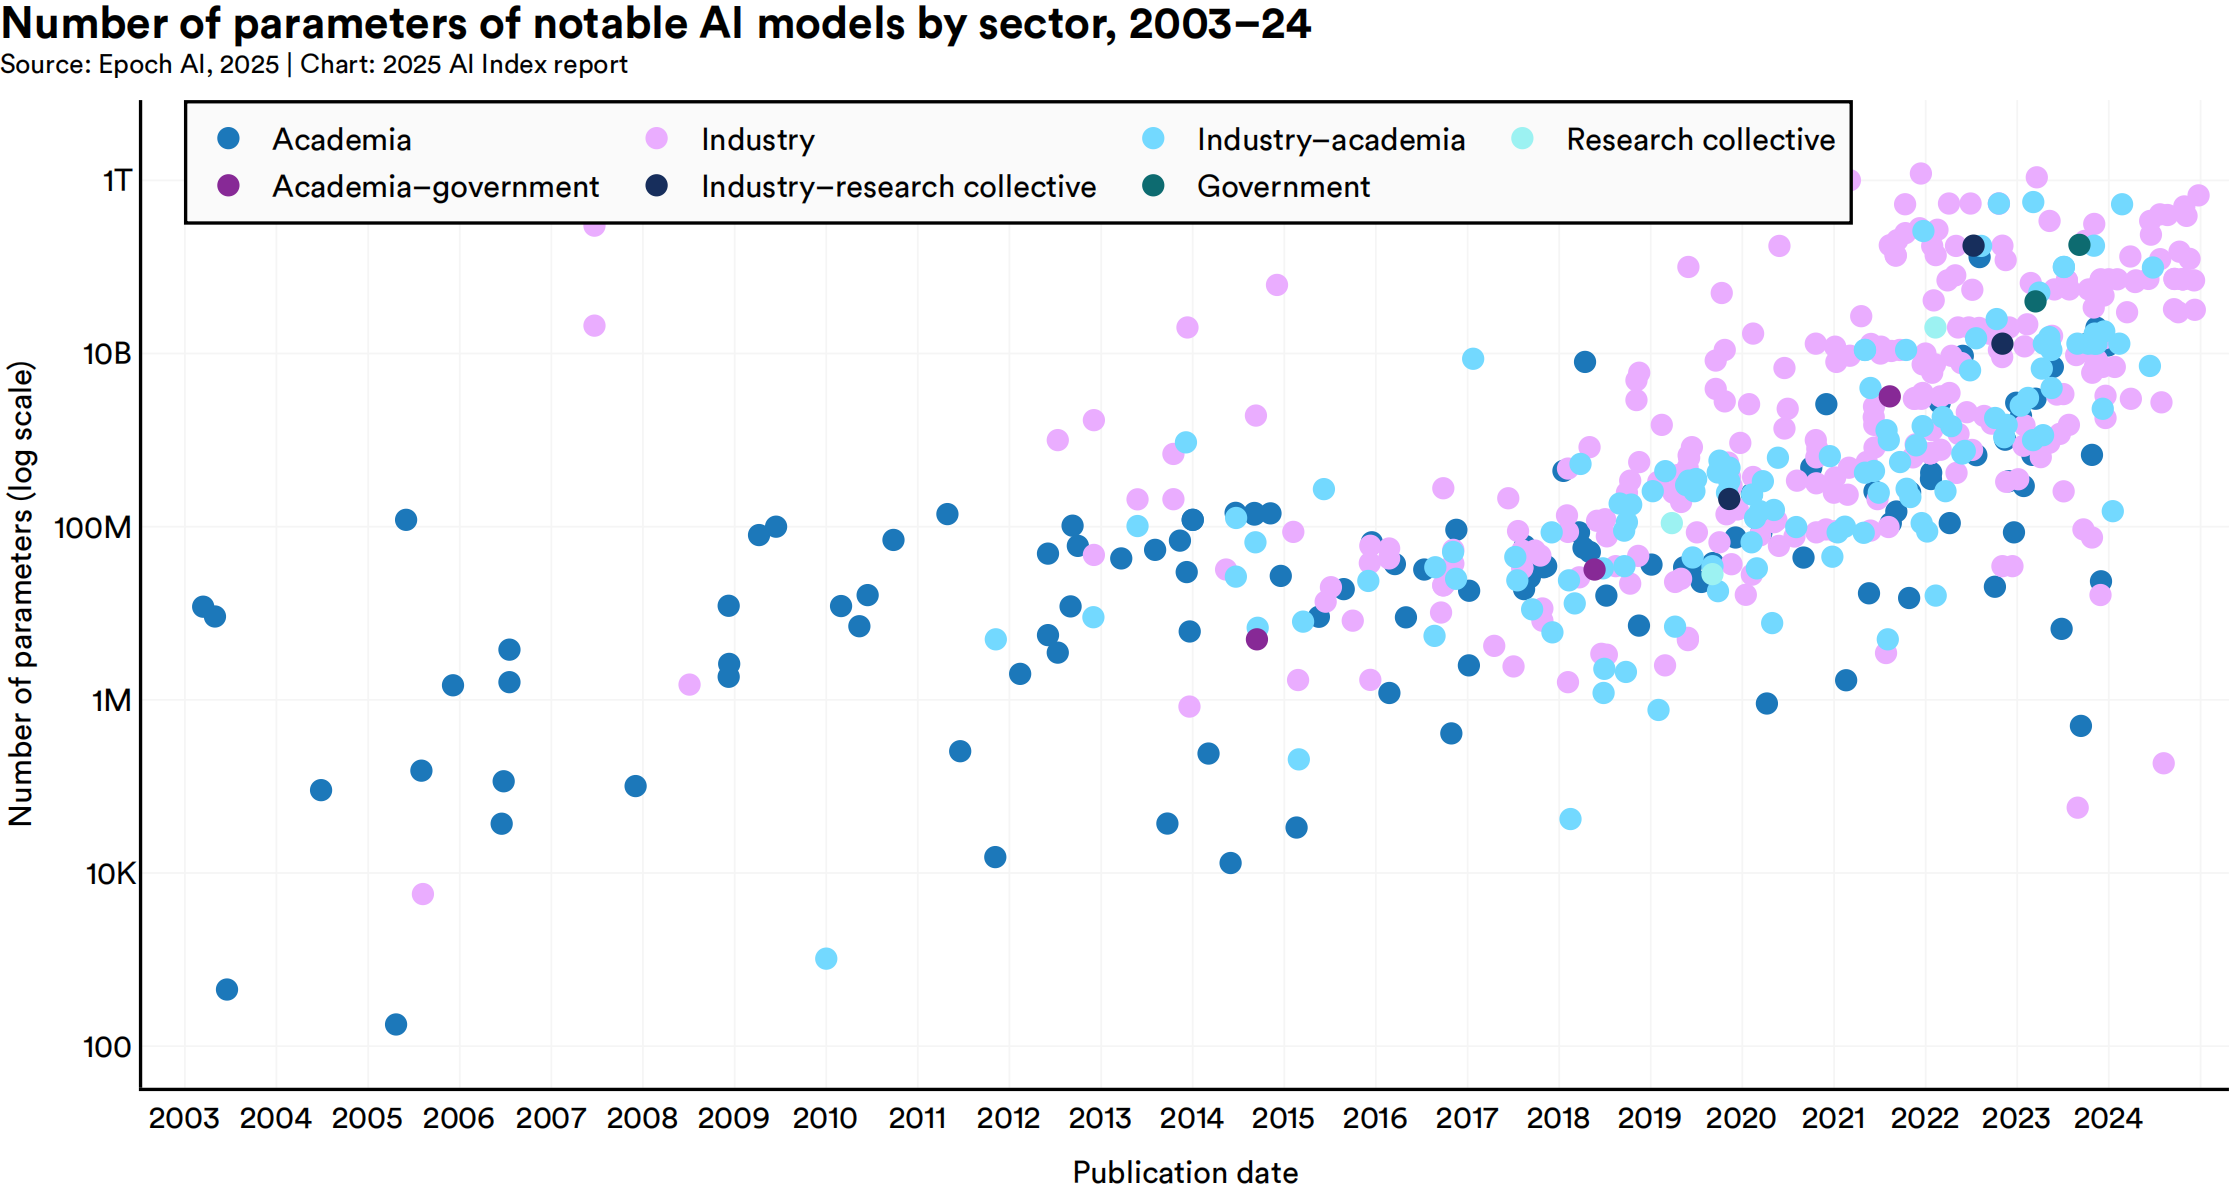 Number of parameters of notable AI models by sector, 2003–24
Source: Epoch AI, 2025 | Chart: 2025 AI Index report
Academia
Industry
Industry–academia
Research collective
Academia–government
Industry–research collective
Government
Number of parameters (log scale)
1T
10B
100M
1M
10K
100
2003 2004 2005 2006 2007 2008 2009 2010 2011 2012 2013 2014 2015 2016 2017 2018 2019 2020 2021 2022 2023 2024
Publication date